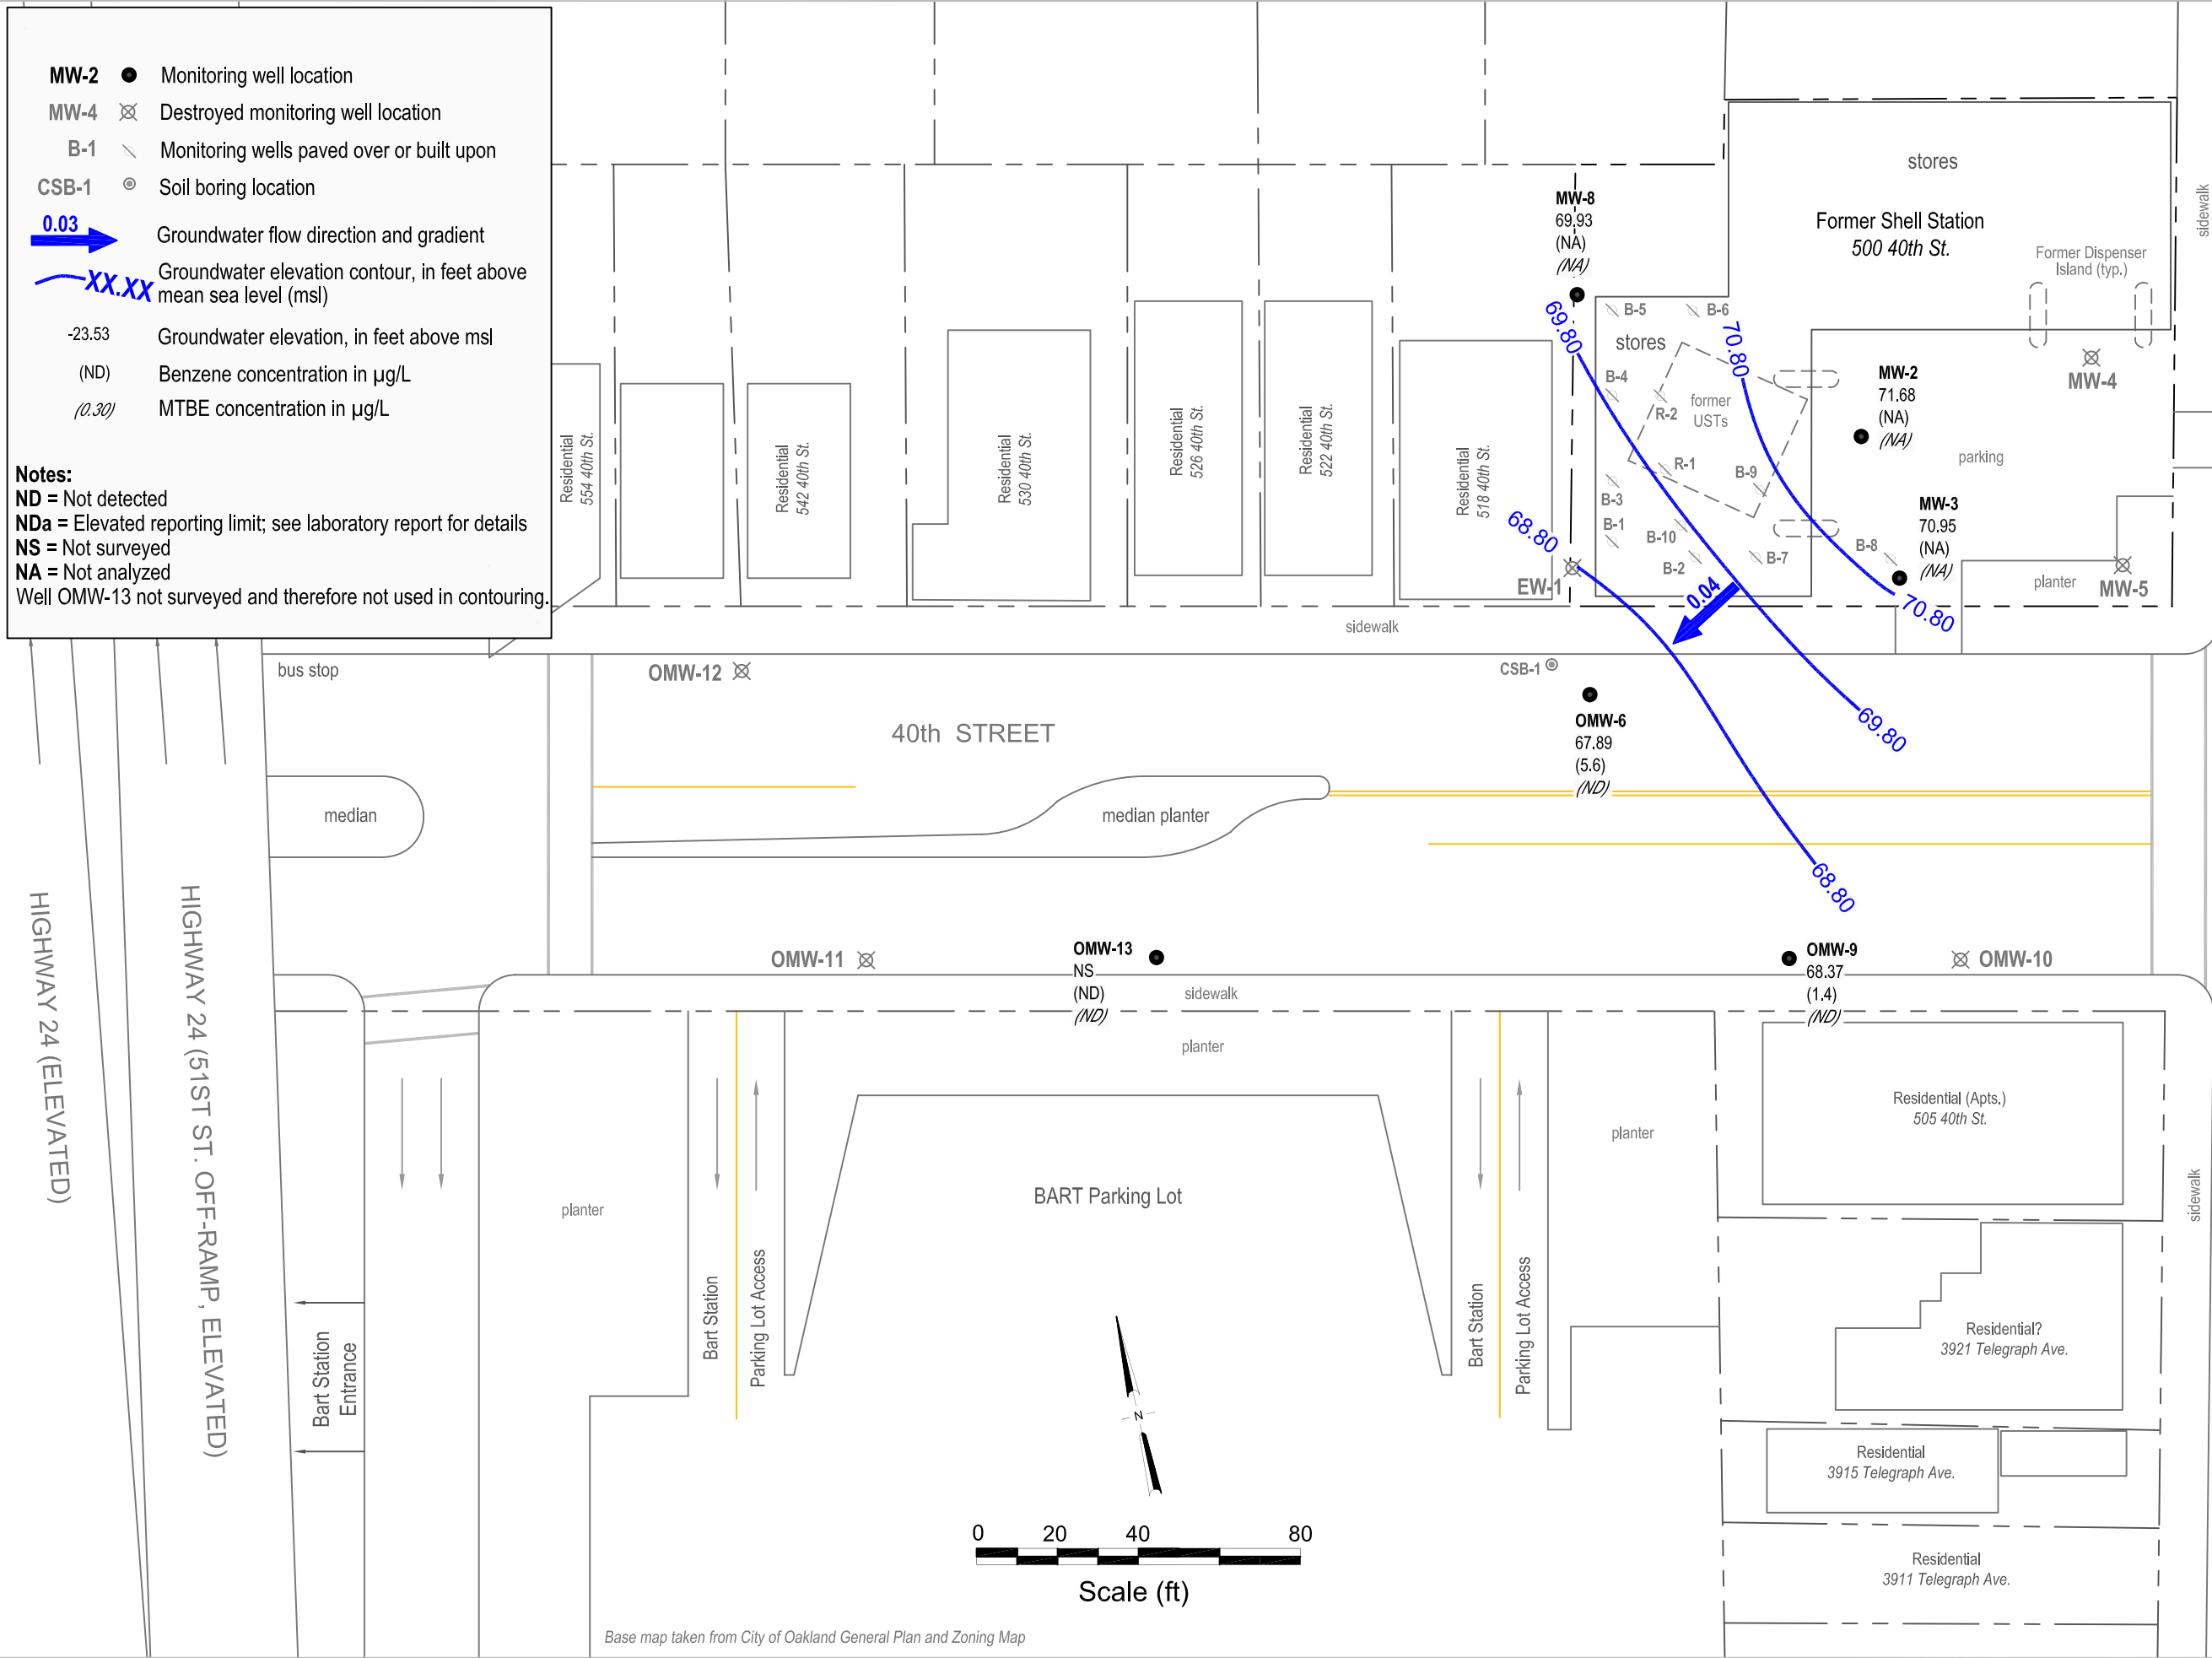 MW-2 Monitoring well location
MW-4 Destroyed monitoring well location
B-1 Monitoring wells paved over or built upon
CSB-1 Soil boring location
0.03 Groundwater flow direction and gradient
Groundwater elevation contour, in feet above
XX.XX mean sea level (msl)
-23.53 Groundwater elevation, in feet above msl
(ND) Benzene concentration in µg/L
(0.30) MTBE concentration in µg/L
Notes:
ND = Not detected
NDa = Elevated reporting limit; see laboratory report for details
NS = Not surveyed
NA = Not analyzed
Well OMW-13 not surveyed and therefore not used in contouring.
stores
Former Shell Station
500 40th St.
Former Dispenser
Island (typ.)
sidewalk
MW-8
69.93
(NA)
(NA)
B-5
B-6
stores
69.80
70.80
B-4
R-2
former
USTs
R-1
B-9
B-3
B-1
B-10
B-2
B-7
MW-2
71.68
(NA)
(NA)
MW-4
parking
MW-3
70.95
(NA)
(NA)
B-8
planter
MW-5
70.80
68.80
EW-1
0.04
Residential
554 40th St.
Residential
542 40th St.
Residential
530 40th St.
Residential
526 40th St.
Residential
522 40th St.
Residential
518 40th St.
sidewalk
bus stop
OMW-12
CSB-1
OMW-6
67.89
(5.6)
(ND)
69.80
40th STREET
median
median planter
68.80
OMW-11
OMW-13
NS
(ND)
(ND)
sidewalk
OMW-9
68.37
(1.4)
(ND)
OMW-10
HIGHWAY 24 (ELEVATED)
HIGHWAY 24 (51ST ST. OFF-RAMP, ELEVATED)
planter
planter
planter
Residential (Apts.)
505 40th St.
sidewalk
BART Parking Lot
Bart Station
Entrance
Bart Station
Parking Lot Access
Bart Station
Parking Lot Access
Residential?
3921 Telegraph Ave.
N
Residential
3915 Telegraph Ave.
0 20 40 80
Scale (ft)
Residential
3911 Telegraph Ave.
Base map taken from City of Oakland General Plan and Zoning Map